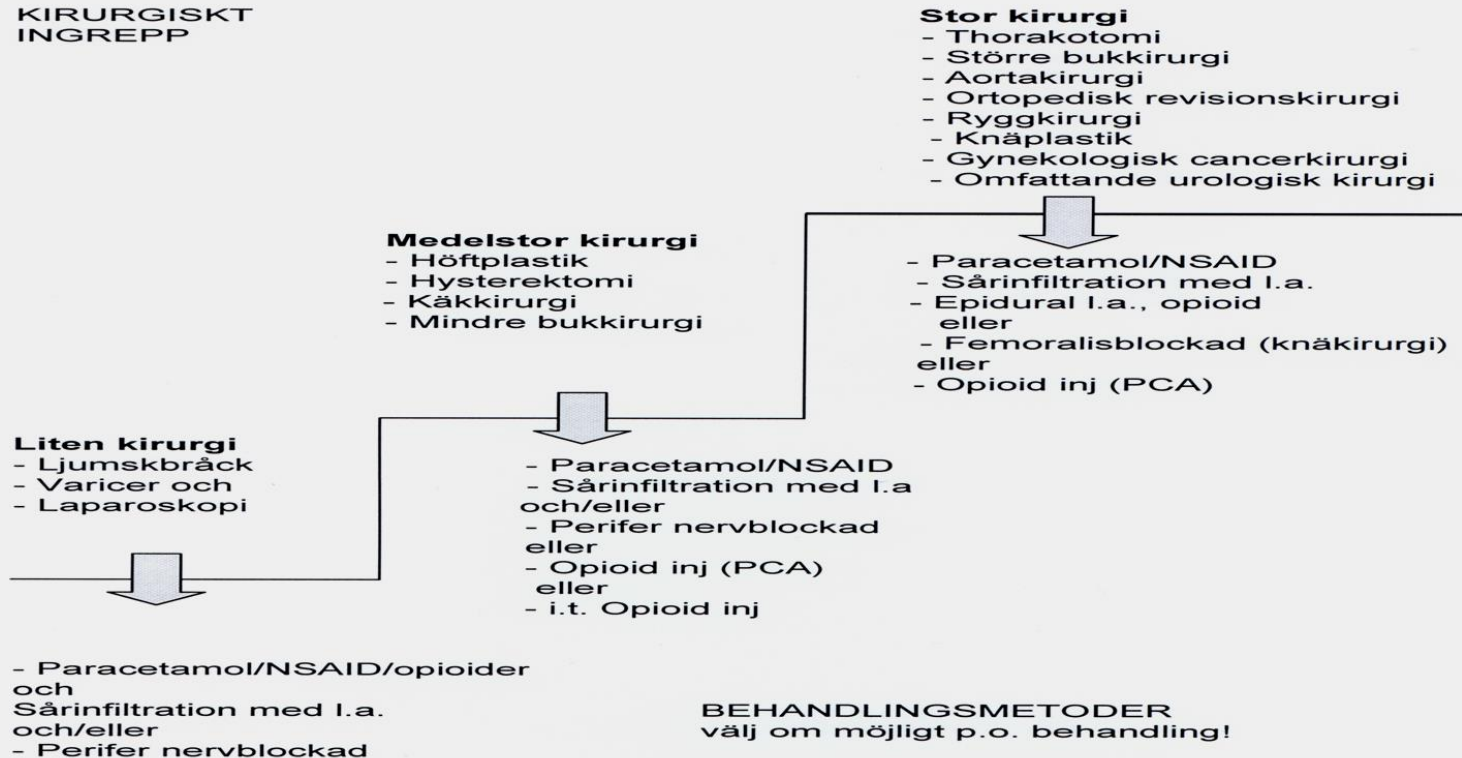 KIRURGISKT
INGREPP
Stor kirurgi
- Thorakotomi
- Större bukkirurgi
- Aortakirurgi
- Ortopedisk revisionskirurgi
- Ryggkirurgi
- Knäplastik
- Gynekologisk cancerkirurgi
- Omfattande urologisk kirurgi
- Paracetamol/NSAID
- Sårinfiltration med l.a.
- Epidural l.a., opioid
eller
- Femoralisblockad (knäkirurgi)
eller
- Opioid inj (PCA)
Medelstor kirurgi
- Höftplastik
- Hysterektomi
- Käkkirurgi
- Mindre bukkirurgi
- Paracetamol/NSAID
- Sårinfiltration med l.a
och/eller
- Perifer nervblockad
eller
- Opioid inj (PCA)
eller
- i.t. Opioid inj
Liten kirurgi
- Ljumskbråck
- Varicer och
- Laparoskopi
- Paracetamol/NSAID/opioider
och
Sårinfiltration med l.a.
och/eller
- Perifer nervblockad
BEHANDLINGSMETODER
välj om möjligt p.o. behandling!